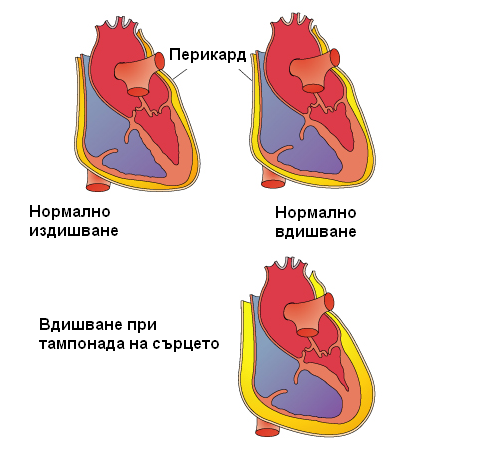 Перикард
Нормално
издишване
Нормално
вдишване
Вдишване при
тампонада на сърцето